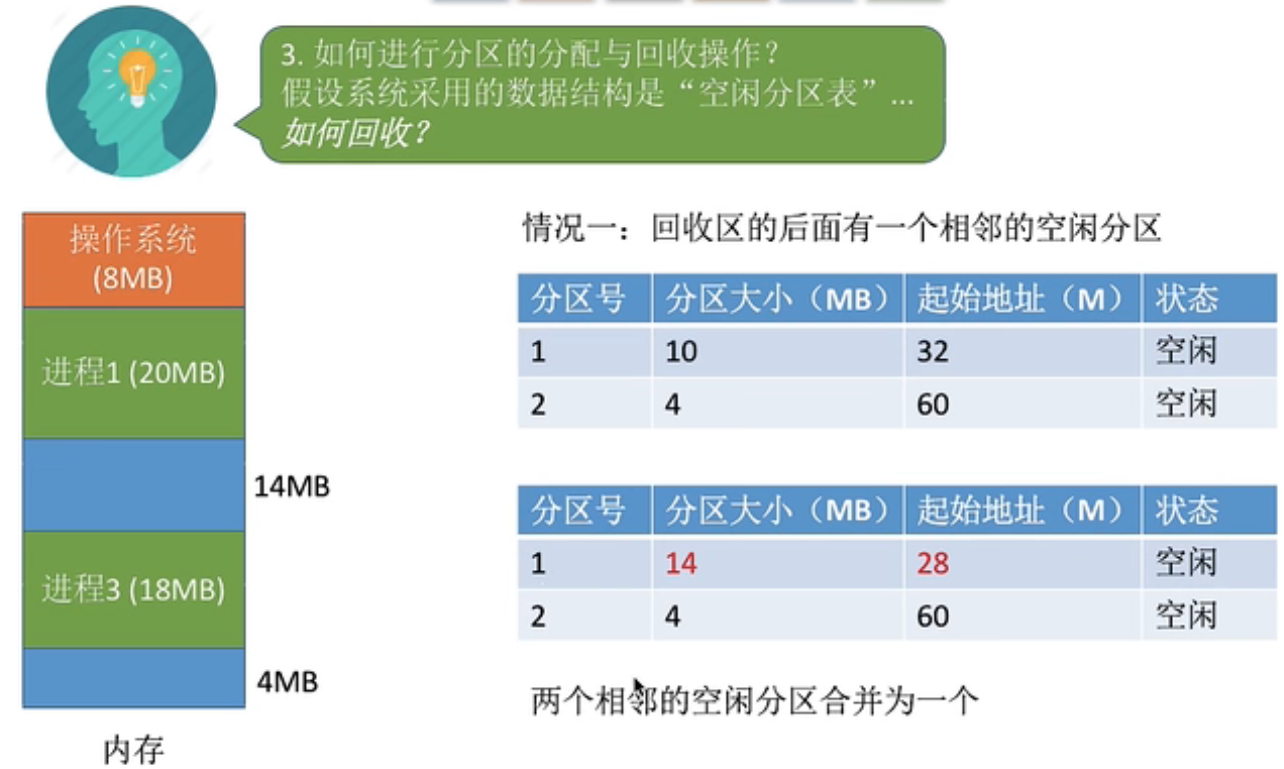 3. 如何进行分区的分配与回收操作？
假设系统采用的数据结构是“空闲分区表”...
如何回收？
操作系统
(8MB)
进程1 (20MB)
14MB
进程3 (18MB)
4MB
内存
情况一：回收区的后面有一个相邻的空闲分区
分区号 分区大小（MB） 起始地址（M） 状态
1 10 32 空闲
2 4 60 空闲
分区号 分区大小（MB） 起始地址（M） 状态
1 14 28 空闲
2 4 60 空闲
两个相邻的空闲分区合并为一个